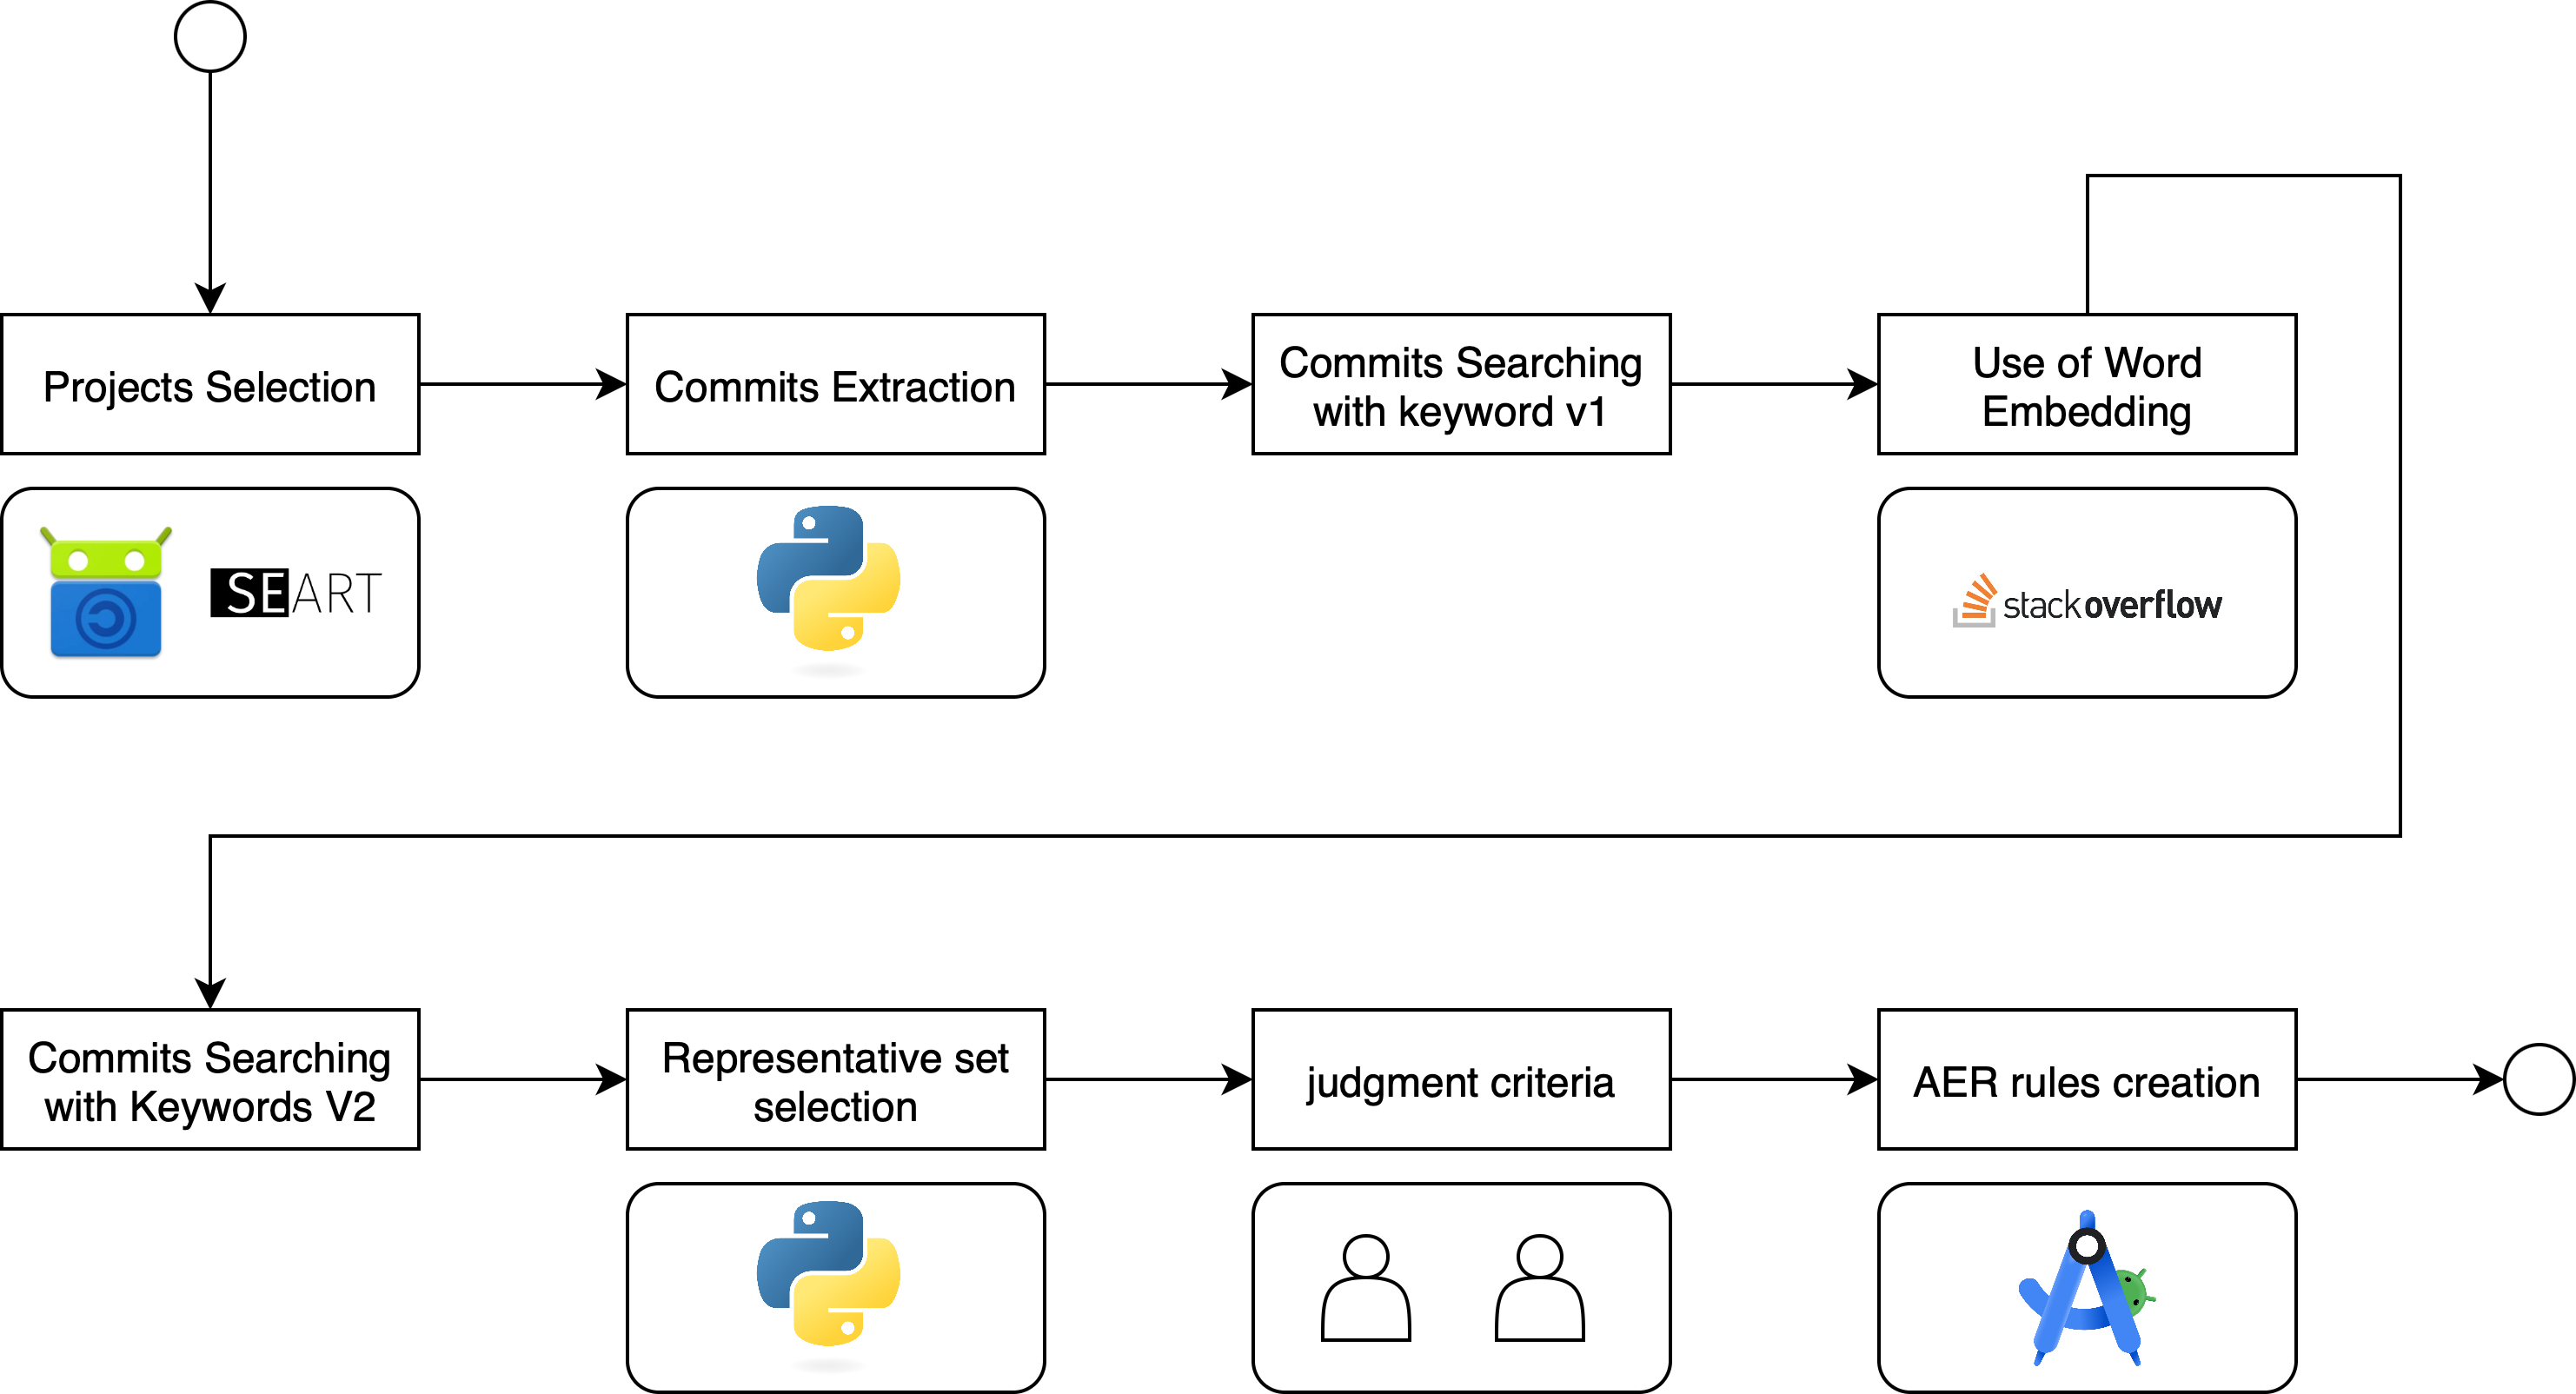 Projects Selection
Commits Extraction
Commits Searching
with keyword v1
Use of Word
Embedding
SEART
stackoverflow
Commits Searching
with Keywords V2
Representative set
selection
judgment criteria
AER rules creation